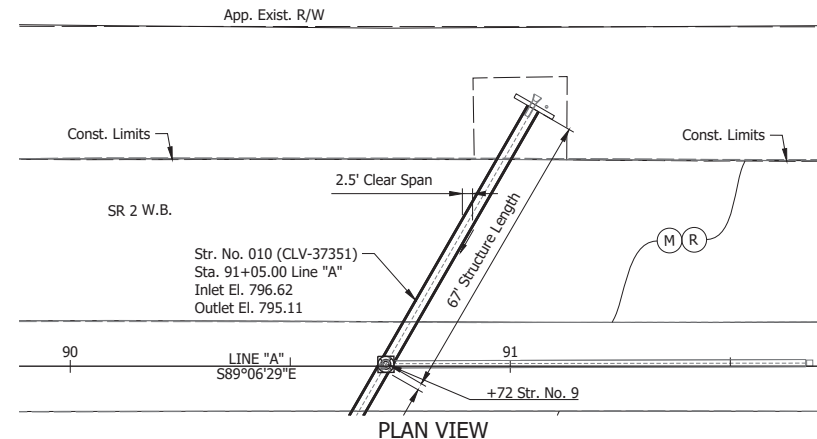 App. Exist. R/W
Const. Limits
Const. Limits
2.5' Clear Span
SR 2 W.B.
M R
67' Structure Length
Str. No. 010 (CLV-37351)
Sta. 91+05.00 Line "A"
Inlet El. 796.62
Outlet El. 795.11
90
LINE "A"
S89°06'29"E
91
+72 Str. No. 9
PLAN VIEW